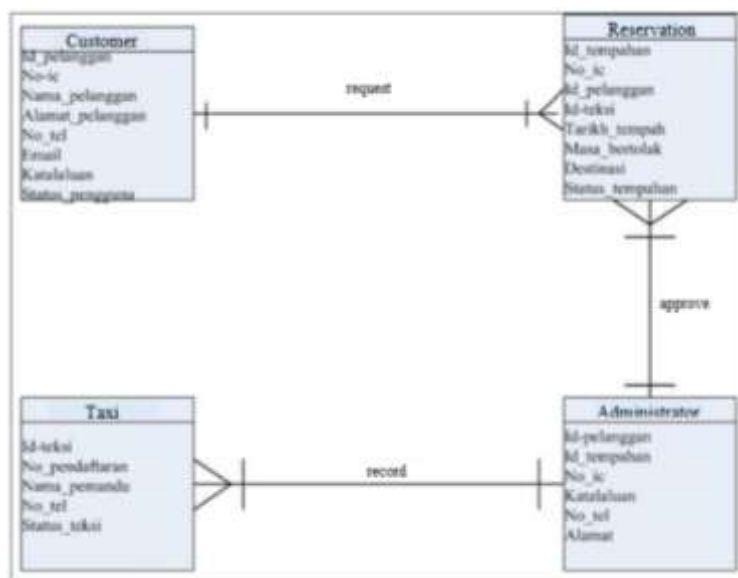 Customer
Id_pelanggan
No-ic
Nama_pelanggan
Alamat_pelanggan
No_tel
Email
Katalaluan
Status_pengguna
request
Reservation
Id_tempahan
No_ic
Id_pelanggan
Id-teksi
Tarikh_tempah
Masa_bertolak
Destinasi
Status_tempahan
approve
Taxi
Id-teksi
No_pendaftaran
Nama_pemandu
No_tel
Status_teksi
record
Administrator
Id-pelanggan
Id_tempahan
No_ic
Katalaluan
No_tel
Alamat